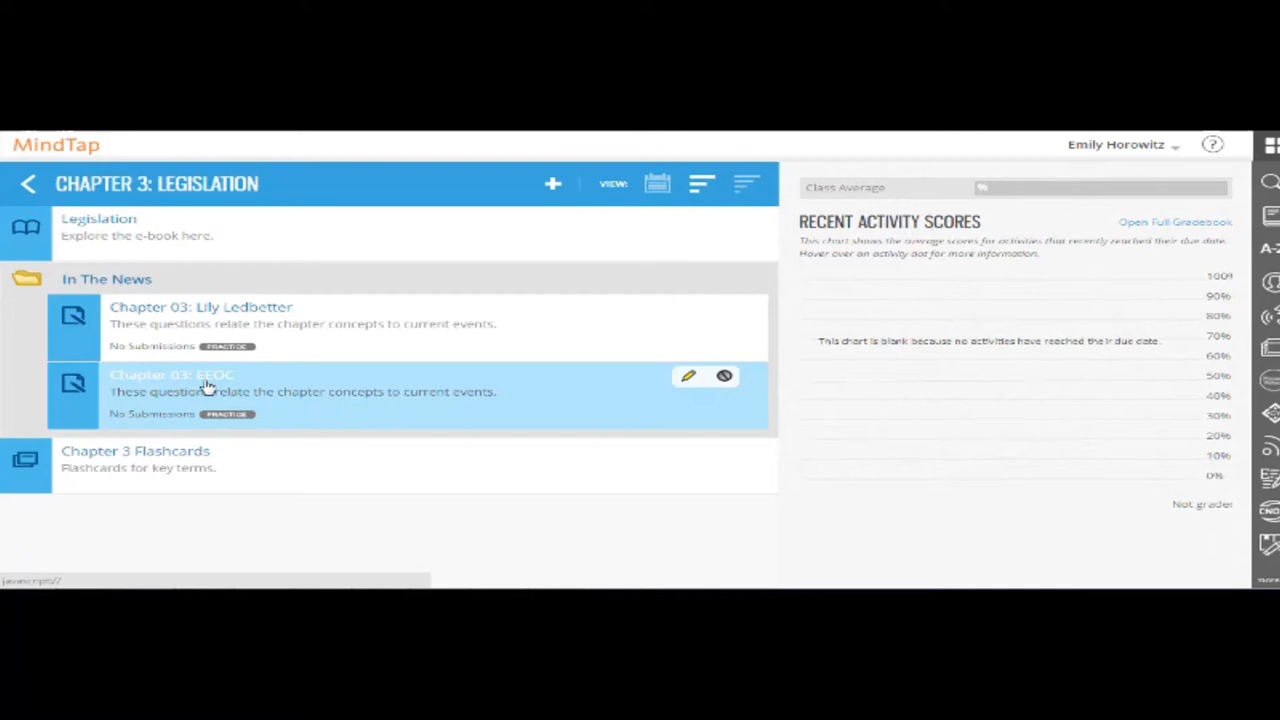 MindTap
Emily Horowitz
?
CHAPTER 3: LEGISLATION
VIEW:
Legislation
Explore the e-book here.
In The News
Chapter 03: Lily Ledbetter
These questions relate the chapter concepts to current events.
No Submissions PRACTICE
Chapter 03: EEOC
These questions relate the chapter concepts to current events.
No Submissions PRACTICE
Chapter 3 Flashcards
Flashcards for key terms.
javascript://
Class Average
RECENT ACTIVITY SCORES
Open Full Gradebook
This chart shows the average scores for activities that recently reached their due date.
Hover over an activity dot for more information.
90%
80%
70%
This chart is blank because no activities have reached their due date.
60%
50%
40%
30%
20%
10%
0%
Not grade
A-Z
more